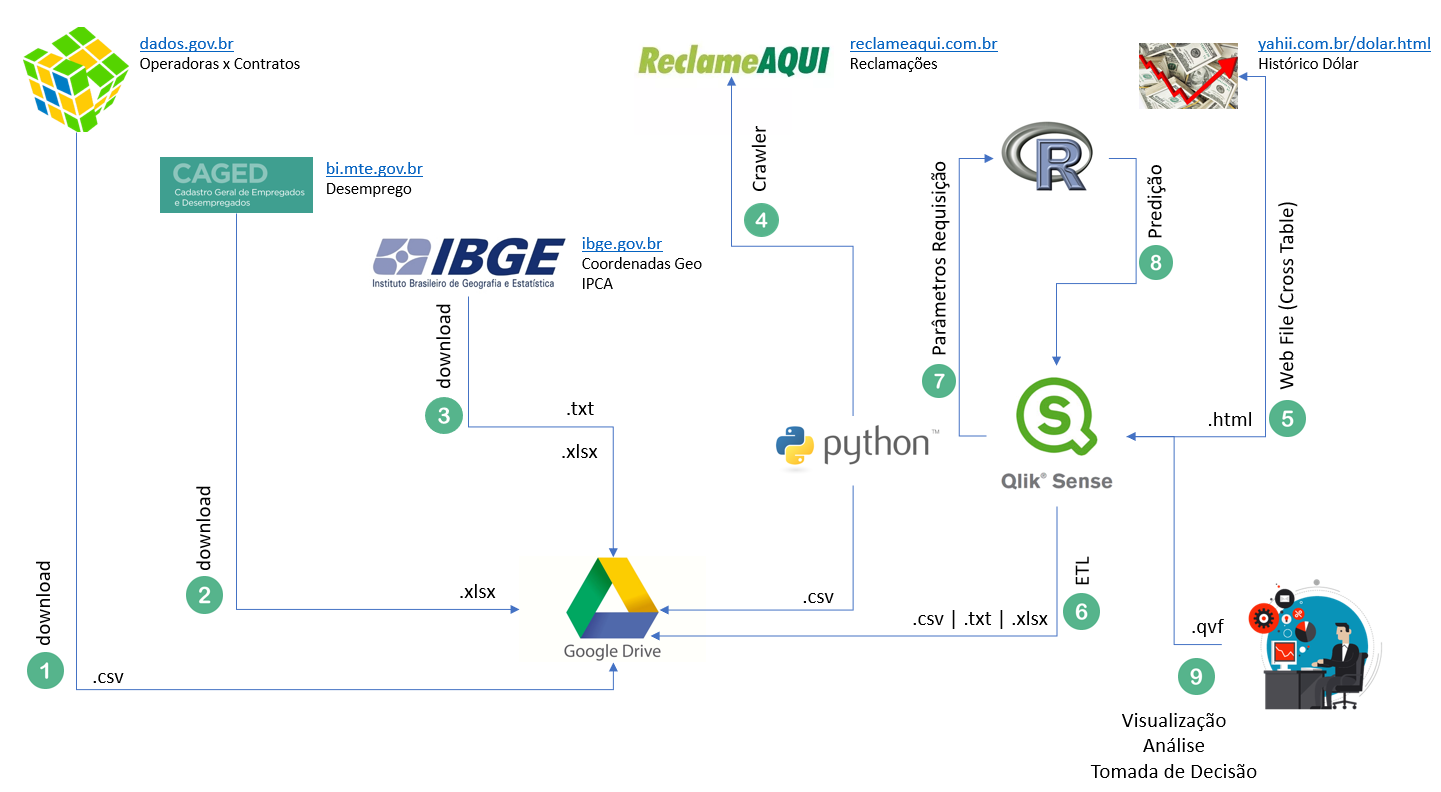 dados.gov.br
Operadoras x Contratos
ReclameAQUI
reclameaqui.com.br
Reclamações
yahii.com.br/dolar.html
Histórico Dólar
CAGED
Cadastro Geral de Empregados
e Desempregados
bi.mte.gov.br
Desemprego
IBGE
Instituto Brasileiro de Geografia e Estatística
ibge.gov.br
Coordenadas Geo
IPCA
Crawler
4
R
Parâmetros Requisição
7
Predição
8
Web File (Cross Table)
5
.html
download
3
.txt
.xlsx
python™
S
Qlik® Sense
download
2
.xlsx
download
1
.csv
Google Drive
.csv
ETL
6
.csv | .txt | .xlsx
.qvf
9
Visualização
Análise
Tomada de Decisão